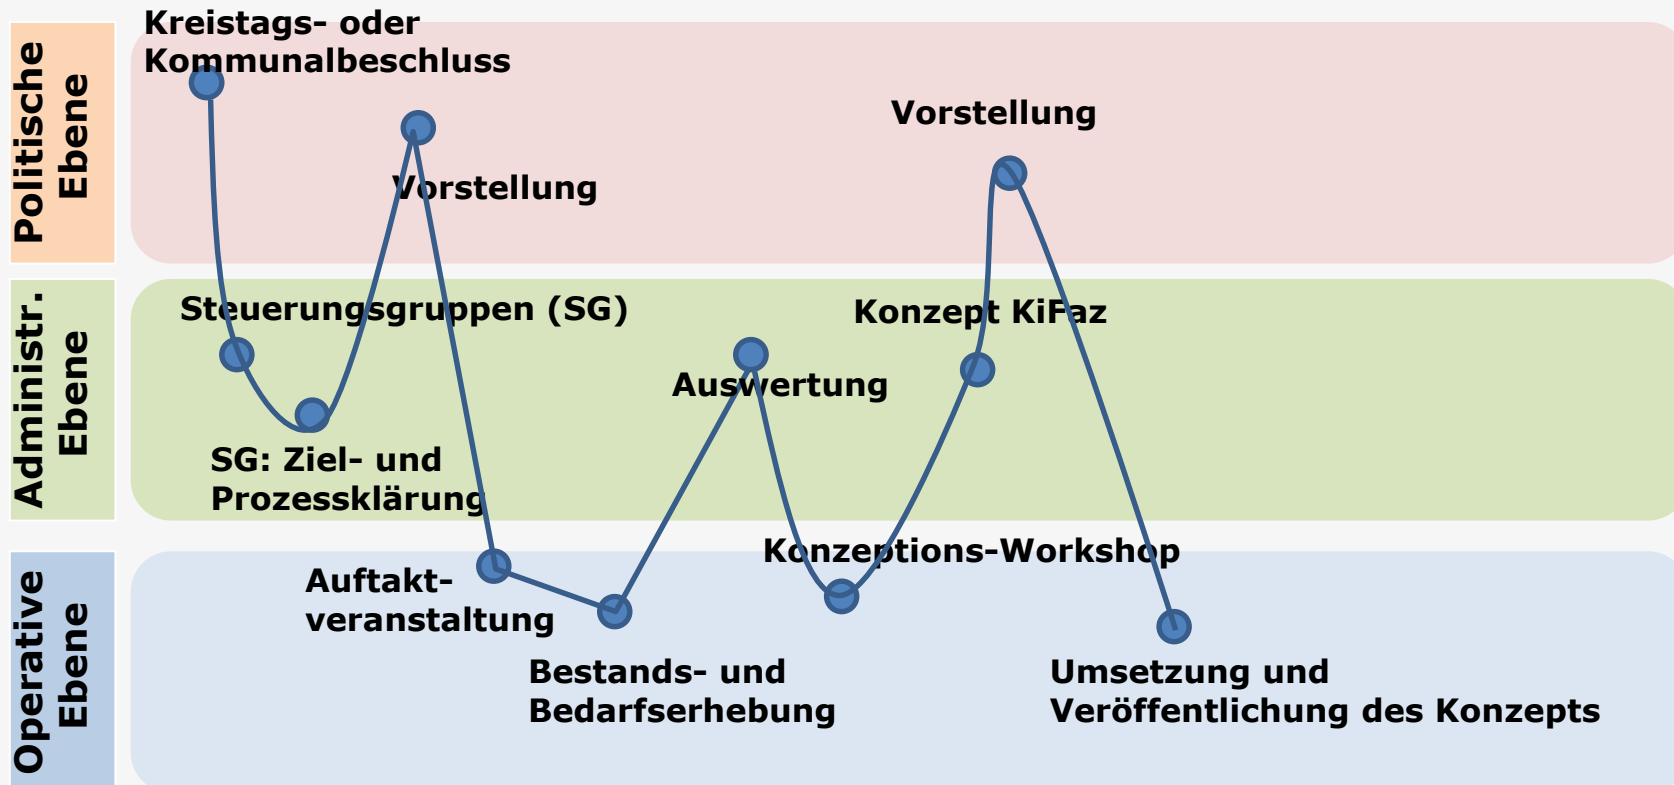 Politische
Ebene
Kreistags- oder
Kommunalbeschluss
Vorstellung
Vorstellung
Administr.
Ebene
Steuerungsgruppen (SG)
Konzept KiFaz
Auswertung
SG: Ziel- und
Prozessklärung
Operative
Ebene
Konzeptions-Workshop
Auftakt-
veranstaltung
Bestands- und
Bedarfserhebung
Umsetzung und
Veröffentlichung des Konzepts